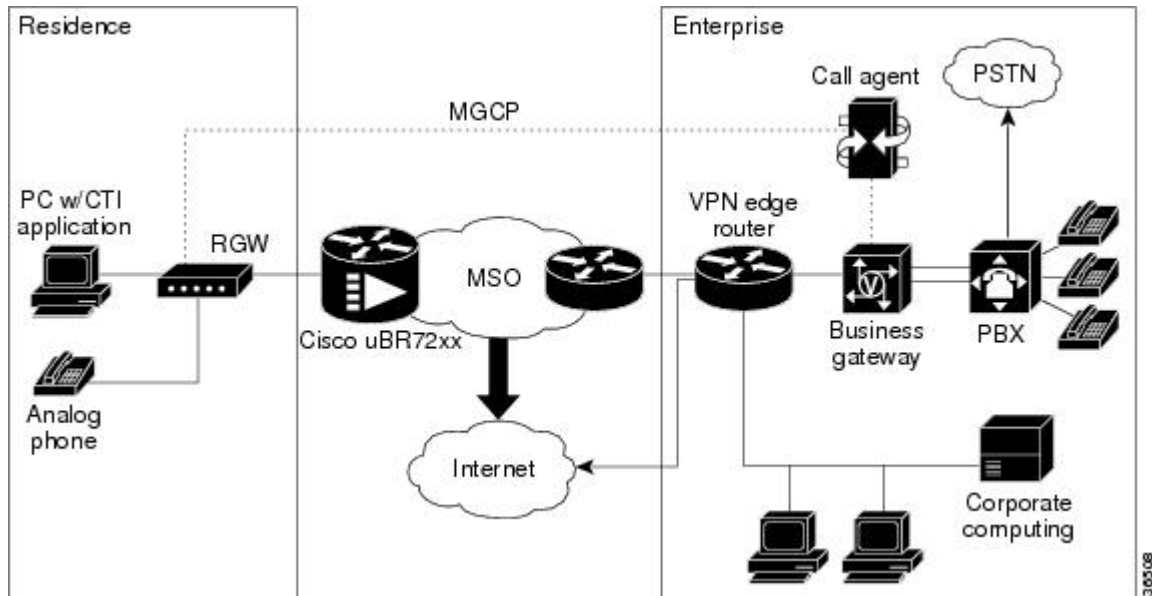 Residence
Enterprise
Call agent
PSTN
MGCP
PC w/CTI
application
RGW
VPN edge
router
MSO
Cisco uBR72xx
Business
gateway
PBX
Analog
phone
Internet
Corporate
computing
V
36508